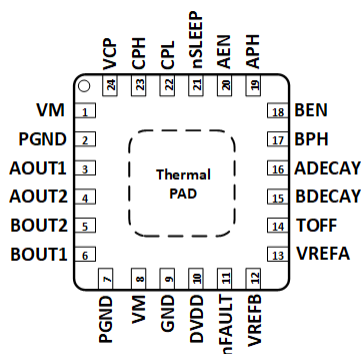 VCP CPH CPL nSLEEP AEN APH
24 23 22 21 20 19
VM 1 18 BEN
PGND 2 17 BPH
AOUT1 3 16 ADECAY
AOUT2 4 15 BDECAY
BOUT2 5 14 TOFF
BOUT1 6 13 VREFA
Thermal
PAD
7 8 9 10 11 12
PGND VM GND DVDD nFAULT VREFB